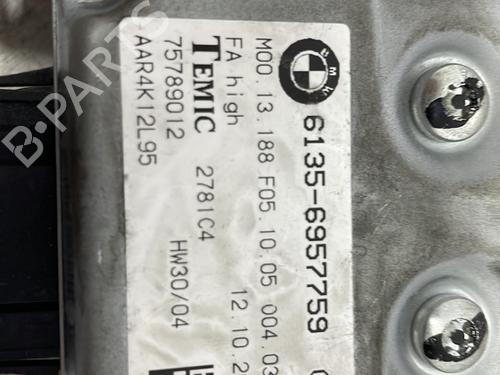 BMW
6135-6957759
M00.13.188 F05.10.05 004.03
FA high 12.10.2
TEMIC 2781C4
75789012 HW30/04
AAR4K12L95
B-Parts